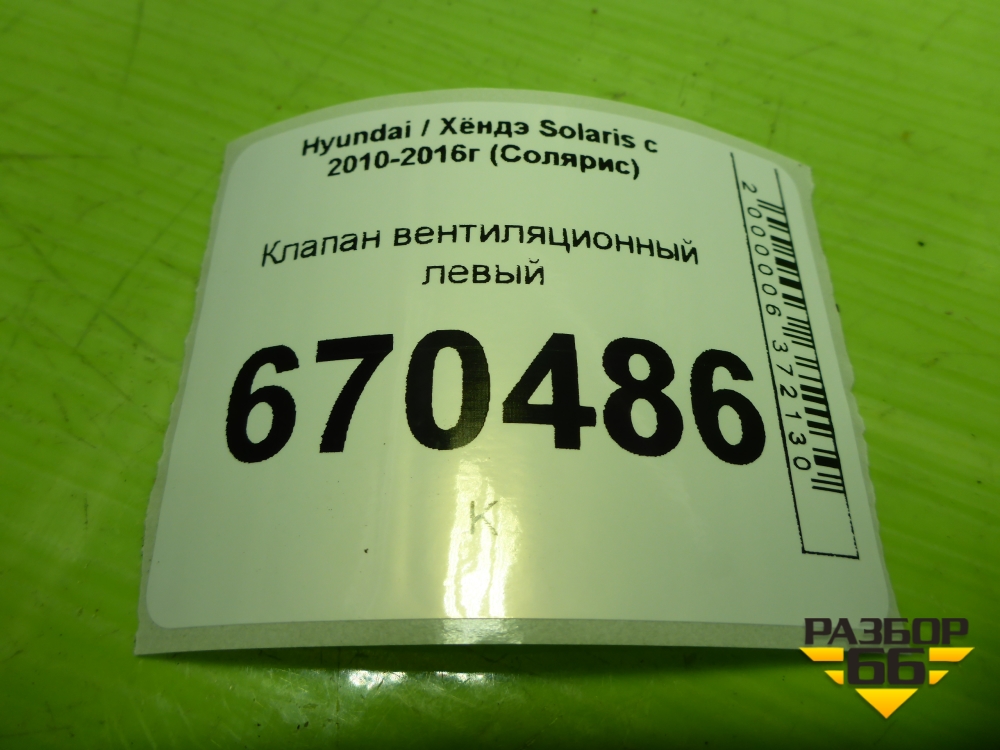 Hyundai / Хёндэ Solaris с
2010-2016г (Солярис)
Клапан вентиляционный
левый
670486
к
2000006372130
РАЗБОР
66